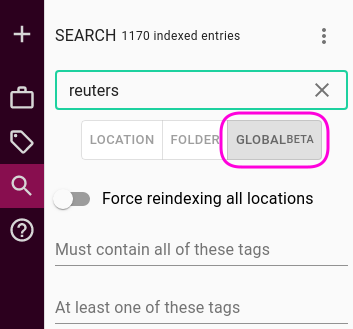 SEARCH 1170 indexed entries
reuters
LOCATION FOLDER GLOBALBETA
Force reindexing all locations
Must contain all of these tags
At least one of these tags